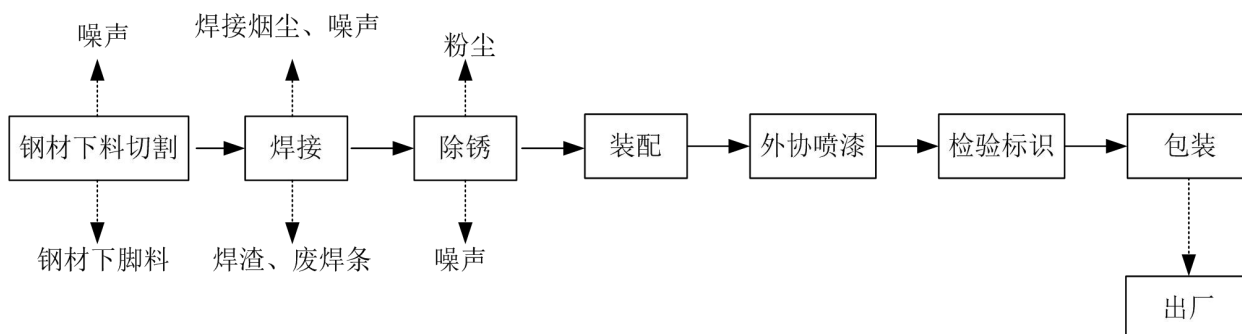 噪声
焊接烟尘、噪声
粉尘
钢材下料切割
焊接
除锈
装配
外协喷漆
检验标识
包装
钢材下脚料
焊渣、废焊条
噪声
出厂